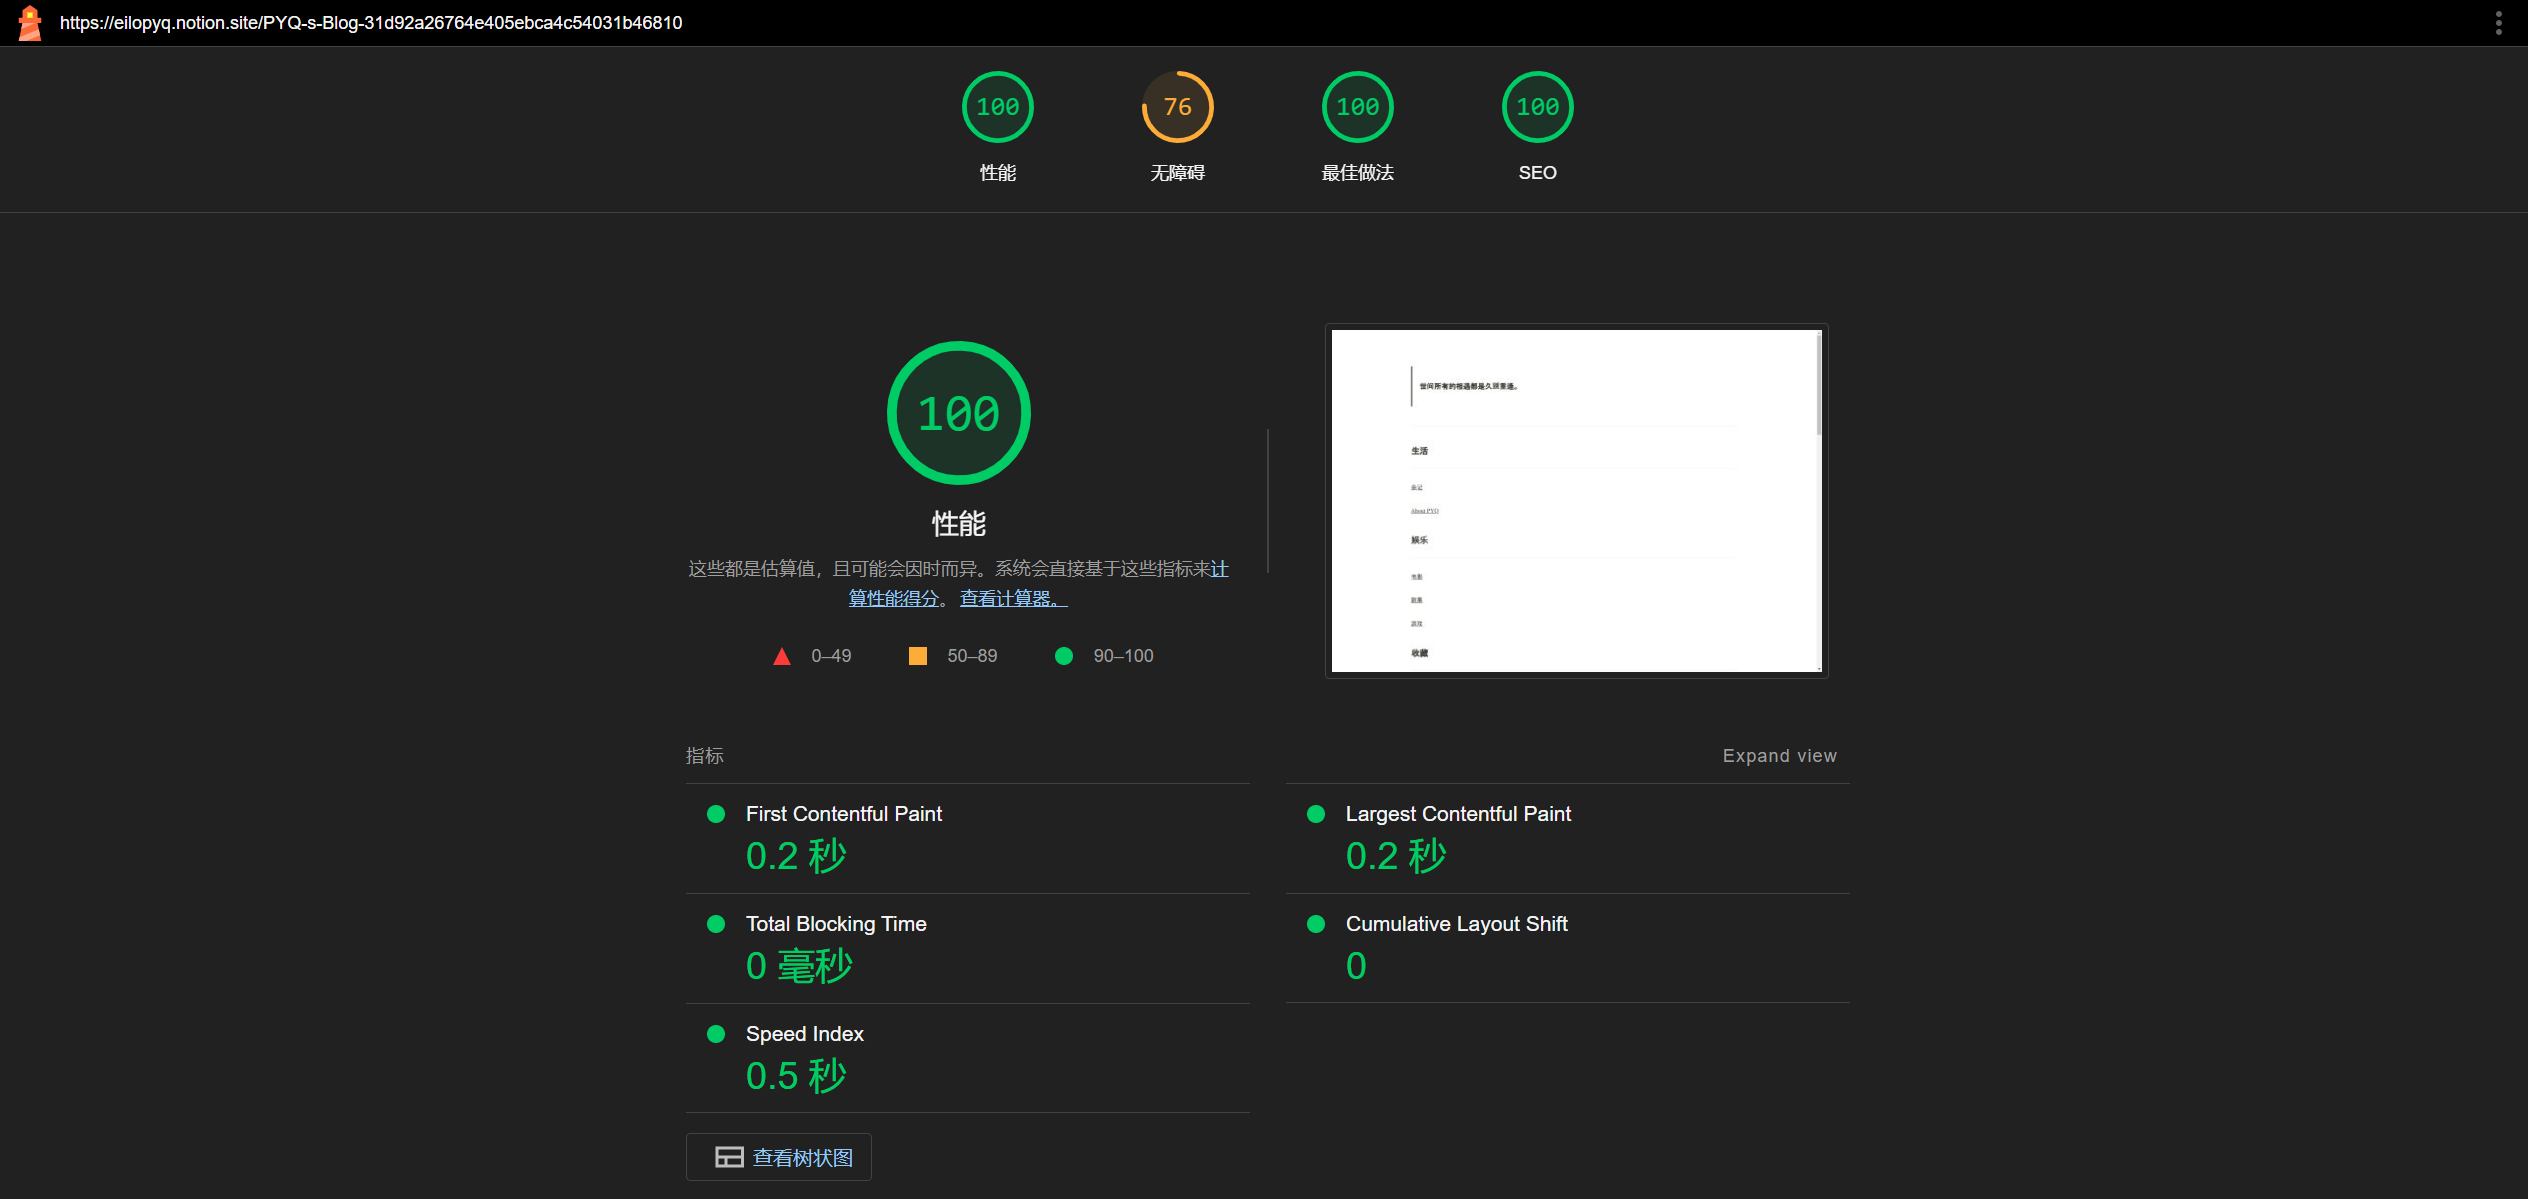 https://eilopyq.notion.site/PYQ-s-Blog-31d92a26764e405ebca4c54031b46810
100
76
100
100
性能
无障碍
最佳做法
SEO
100
性能
这些都是估算值，且可能会因时而异。系统会直接基于这些指标来计
算性能得分。 查看计算器。
0–49
50–89
90–100
世间所有的相遇都是久别重逢。
生活
About PYQ
娱乐
电影
游戏
收藏
指标
Expand view
First Contentful Paint
0.2 秒
Largest Contentful Paint
0.2 秒
Total Blocking Time
0 毫秒
Cumulative Layout Shift
0
Speed Index
0.5 秒
查看树状图